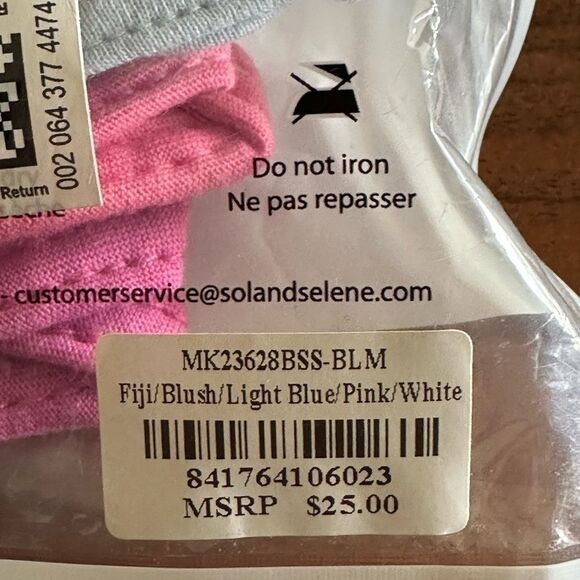 Return
002 064 377 4474
Do not iron
Ne pas repasser
- customerservice@solandselene.com
MK23628BSS-BLM
Fiji/Blush/Light Blue/Pink/White
841764106023
MSRP $25.00